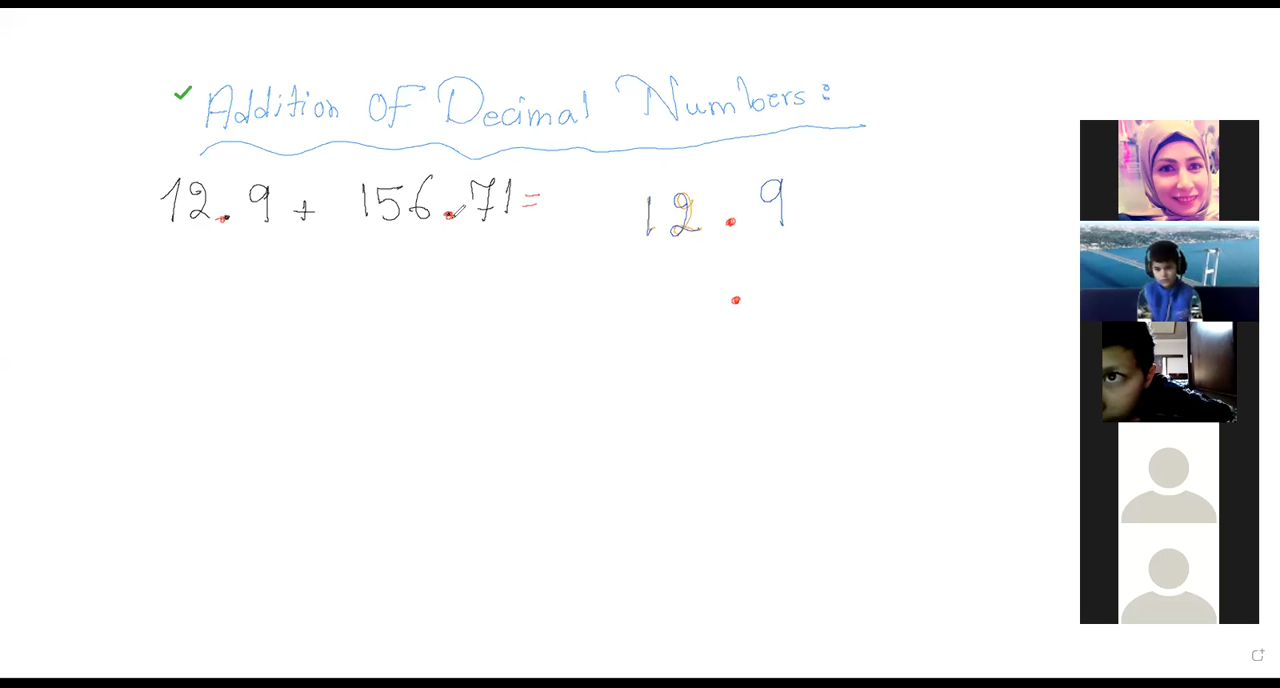 Addition Of Decimal Numbers:
12.9 + 156.71=
12.9
.